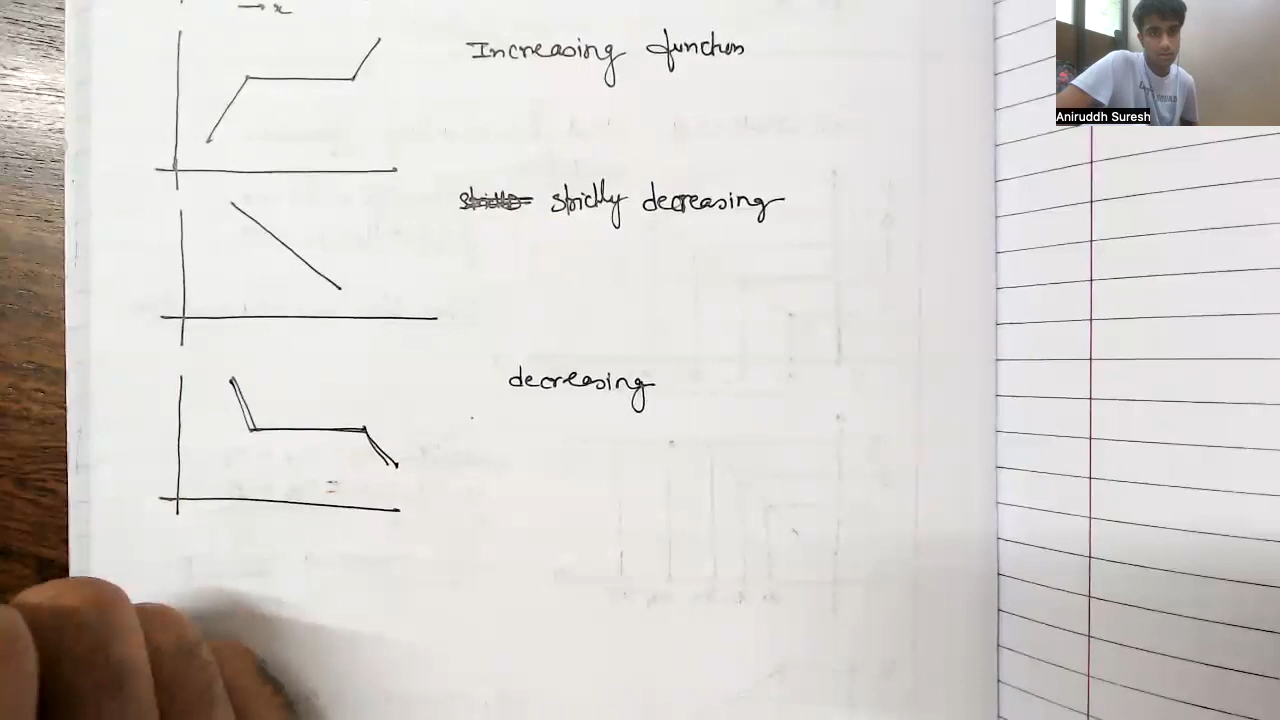 → x
Increasing function
Aniruddh Suresh
strictly decreasing
decreasing